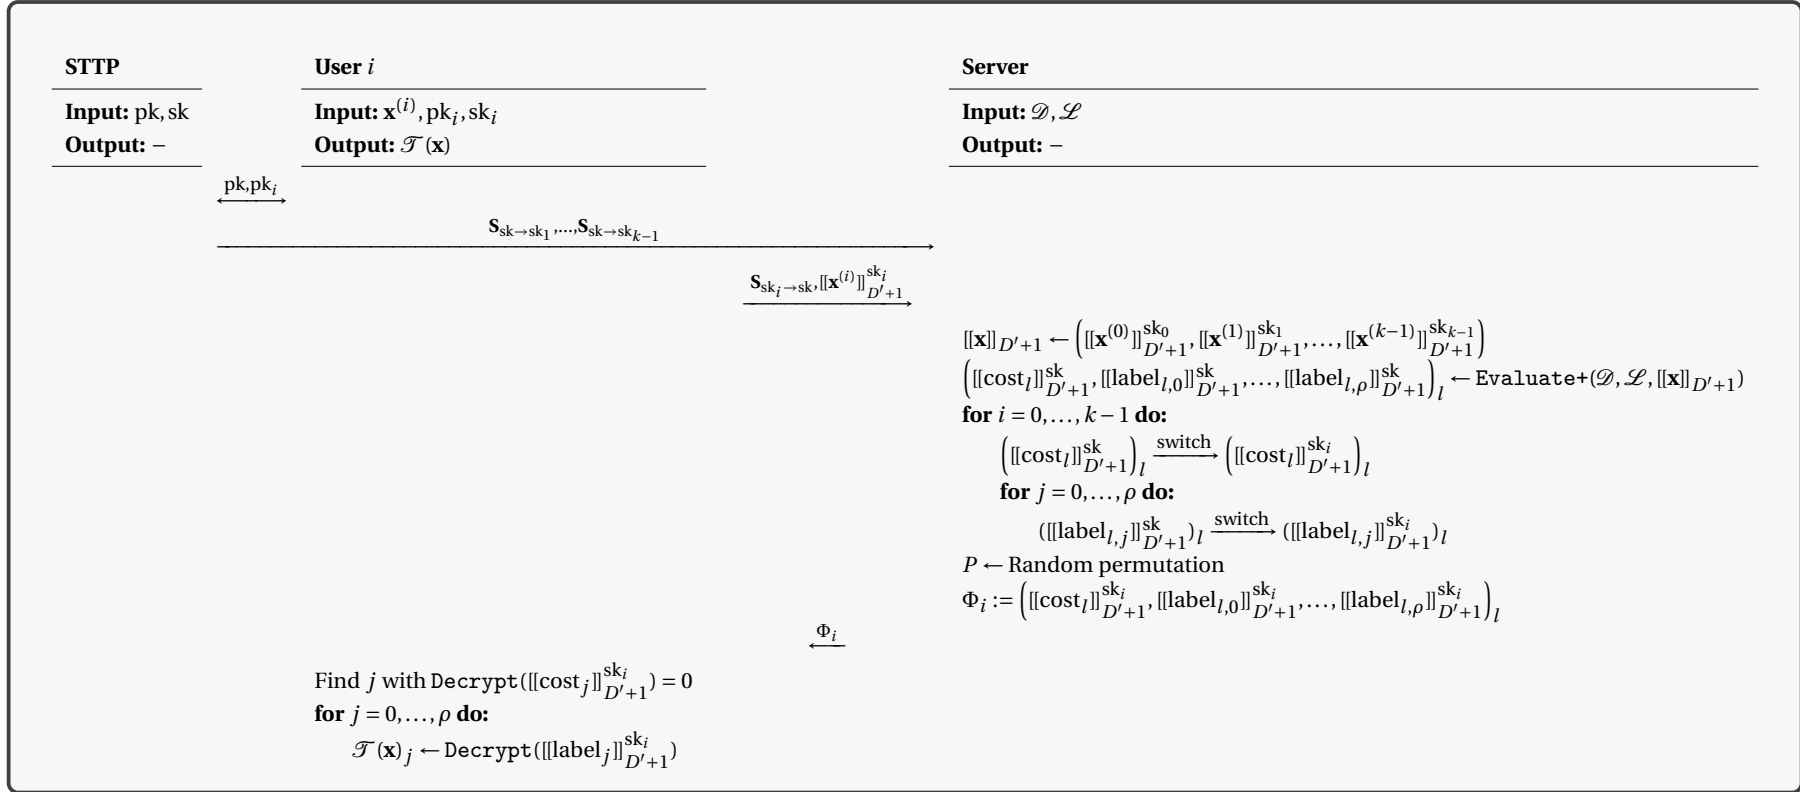 STTP
User i
Server
Input: pk, sk
Input: x^(i), pk_i, sk_i
Input: 𝒟, ℒ
Output: −
Output: 𝒯(x)
Output: −
pk,pk_i
S_{sk→sk_1},...,S_{sk→sk_{k−1}}
S_{sk_i→sk},[[x^(i)]]^{sk_i}_{D′+1}
[[x]]_{D′+1} ← ([[x^(0)]]^{sk_0}_{D′+1}, [[x^(1)]]^{sk_1}_{D′+1}, …, [[x^(k−1)]]^{sk_{k−1}}_{D′+1})
([[cost_l]]^{sk}_{D′+1}, [[label_{l,0}]]^{sk}_{D′+1}, …, [[label_{l,ρ}]]^{sk}_{D′+1})_l ← Evaluate+(𝒟, ℒ, [[x]]_{D′+1})
for i = 0, …, k − 1 do:
([[cost_l]]^{sk}_{D′+1})_l —switch→ ([[cost_l]]^{sk_i}_{D′+1})_l
for j = 0, …, ρ do:
([[label_{l,j}]]^{sk}_{D′+1})_l —switch→ ([[label_{l,j}]]^{sk_i}_{D′+1})_l
P ← Random permutation
Φ_i := ([[cost_l]]^{sk_i}_{D′+1}, [[label_{l,0}]]^{sk_i}_{D′+1}, …, [[label_{l,ρ}]]^{sk_i}_{D′+1})_l
Φ_i
Find j with Decrypt([[cost_j]]^{sk_i}_{D′+1}) = 0
for j = 0, …, ρ do:
𝒯(x)_j ← Decrypt([[label_j]]^{sk_i}_{D′+1})